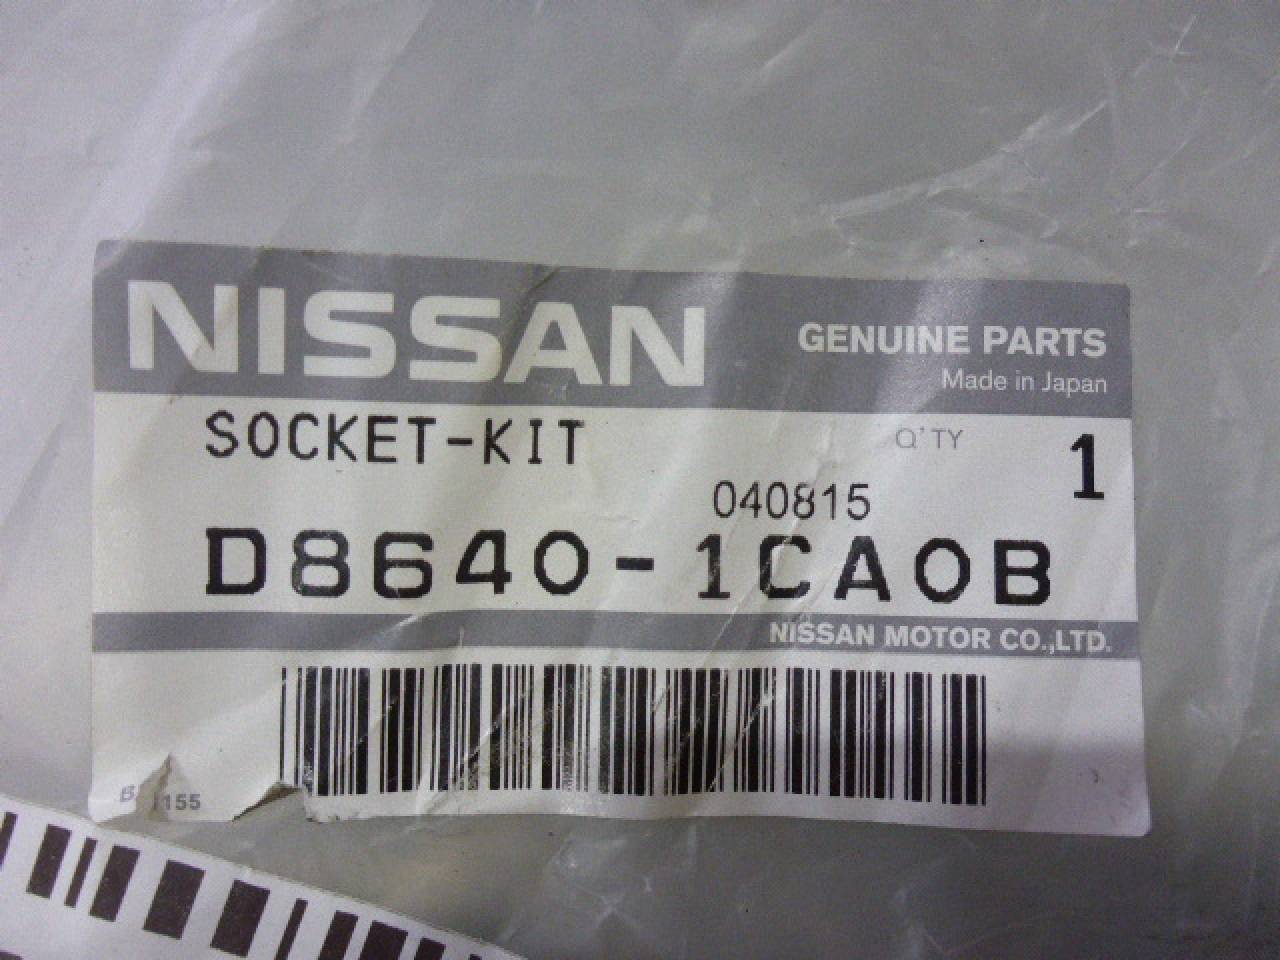 NISSAN
GENUINE PARTS
Made in Japan
SOCKET-KIT
Q'TY 1
040815
D8640-1CA0B
NISSAN MOTOR CO.,LTD.